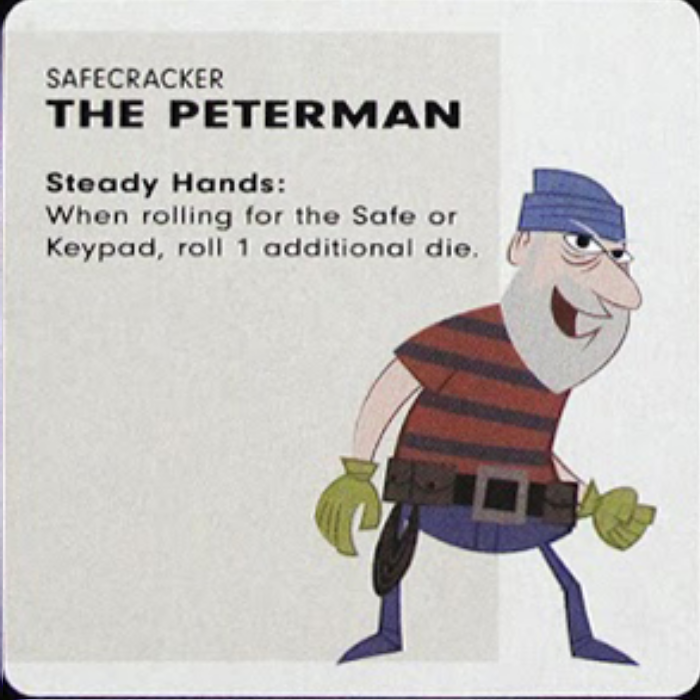 SAFECRACKER
THE PETERMAN
Steady Hands:
When rolling for the Safe or
Keypad, roll 1 additional die.